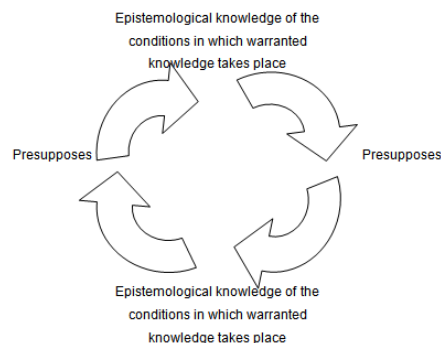 Epistemological knowledge of the
conditions in which warranted
knowledge takes place
Presupposes
Presupposes
Epistemological knowledge of the
conditions in which warranted
knowledge takes place